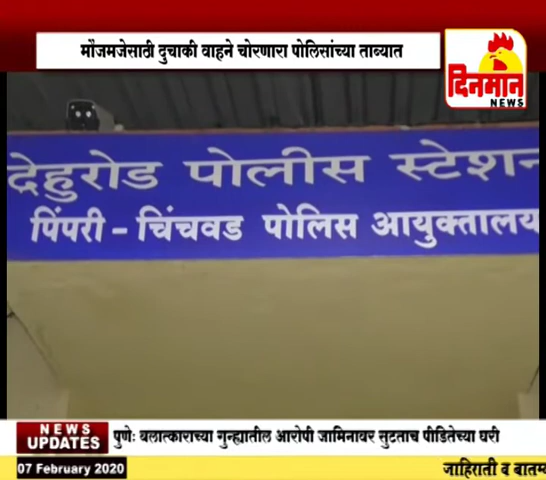 मौजमजेसाठी दुचाकी वाहने चोरणारा पोलिसांच्या ताब्यात
दिनमान
NEWS
देहुरोड पोलीस स्टेशन
पिंपरी - चिंचवड पोलिस आयुक्तालय
NEWS
UPDATES
पुणेः बलात्काराच्या गुन्ह्यातील आरोपी जामिनावर सुटताच पीडितेच्या घरी
07 February 2020
जाहिराती व बातम